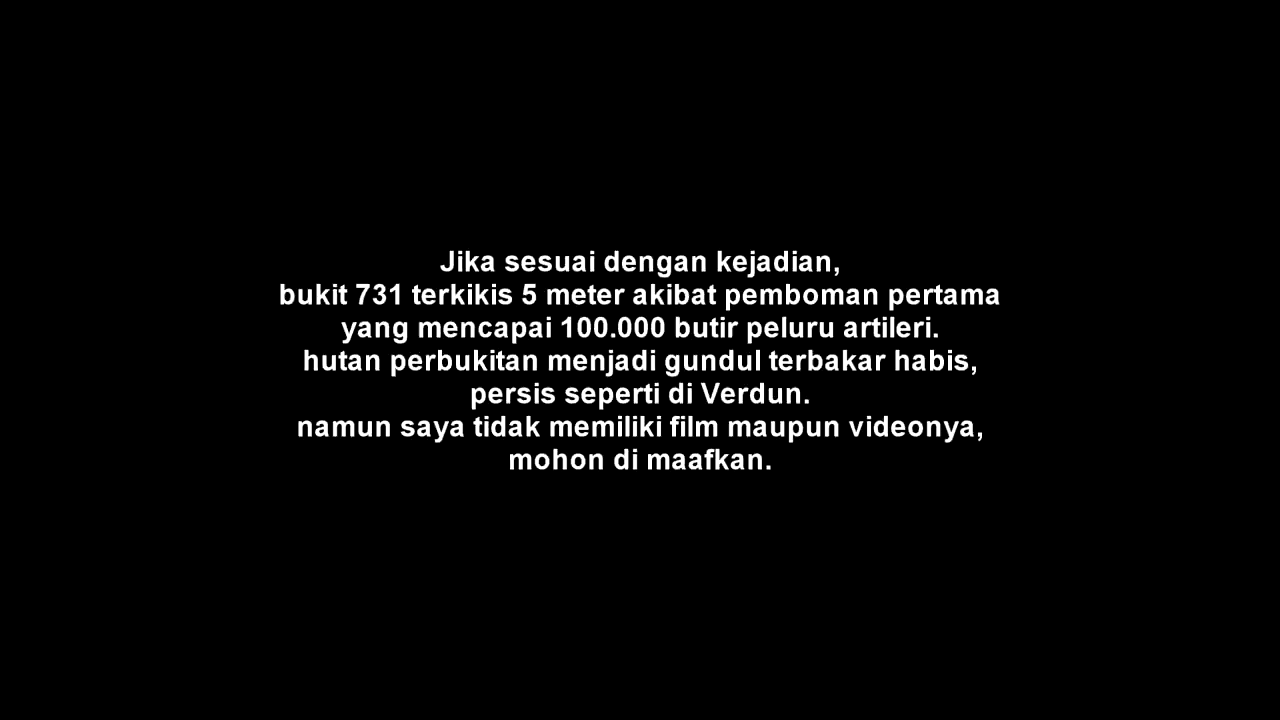 Jika sesuai dengan kejadian,
bukit 731 terkikis 5 meter akibat pemboman pertama
yang mencapai 100.000 butir peluru artileri.
hutan perbukitan menjadi gundul terbakar habis,
persis seperti di Verdun.
namun saya tidak memiliki film maupun videonya,
mohon di maafkan.